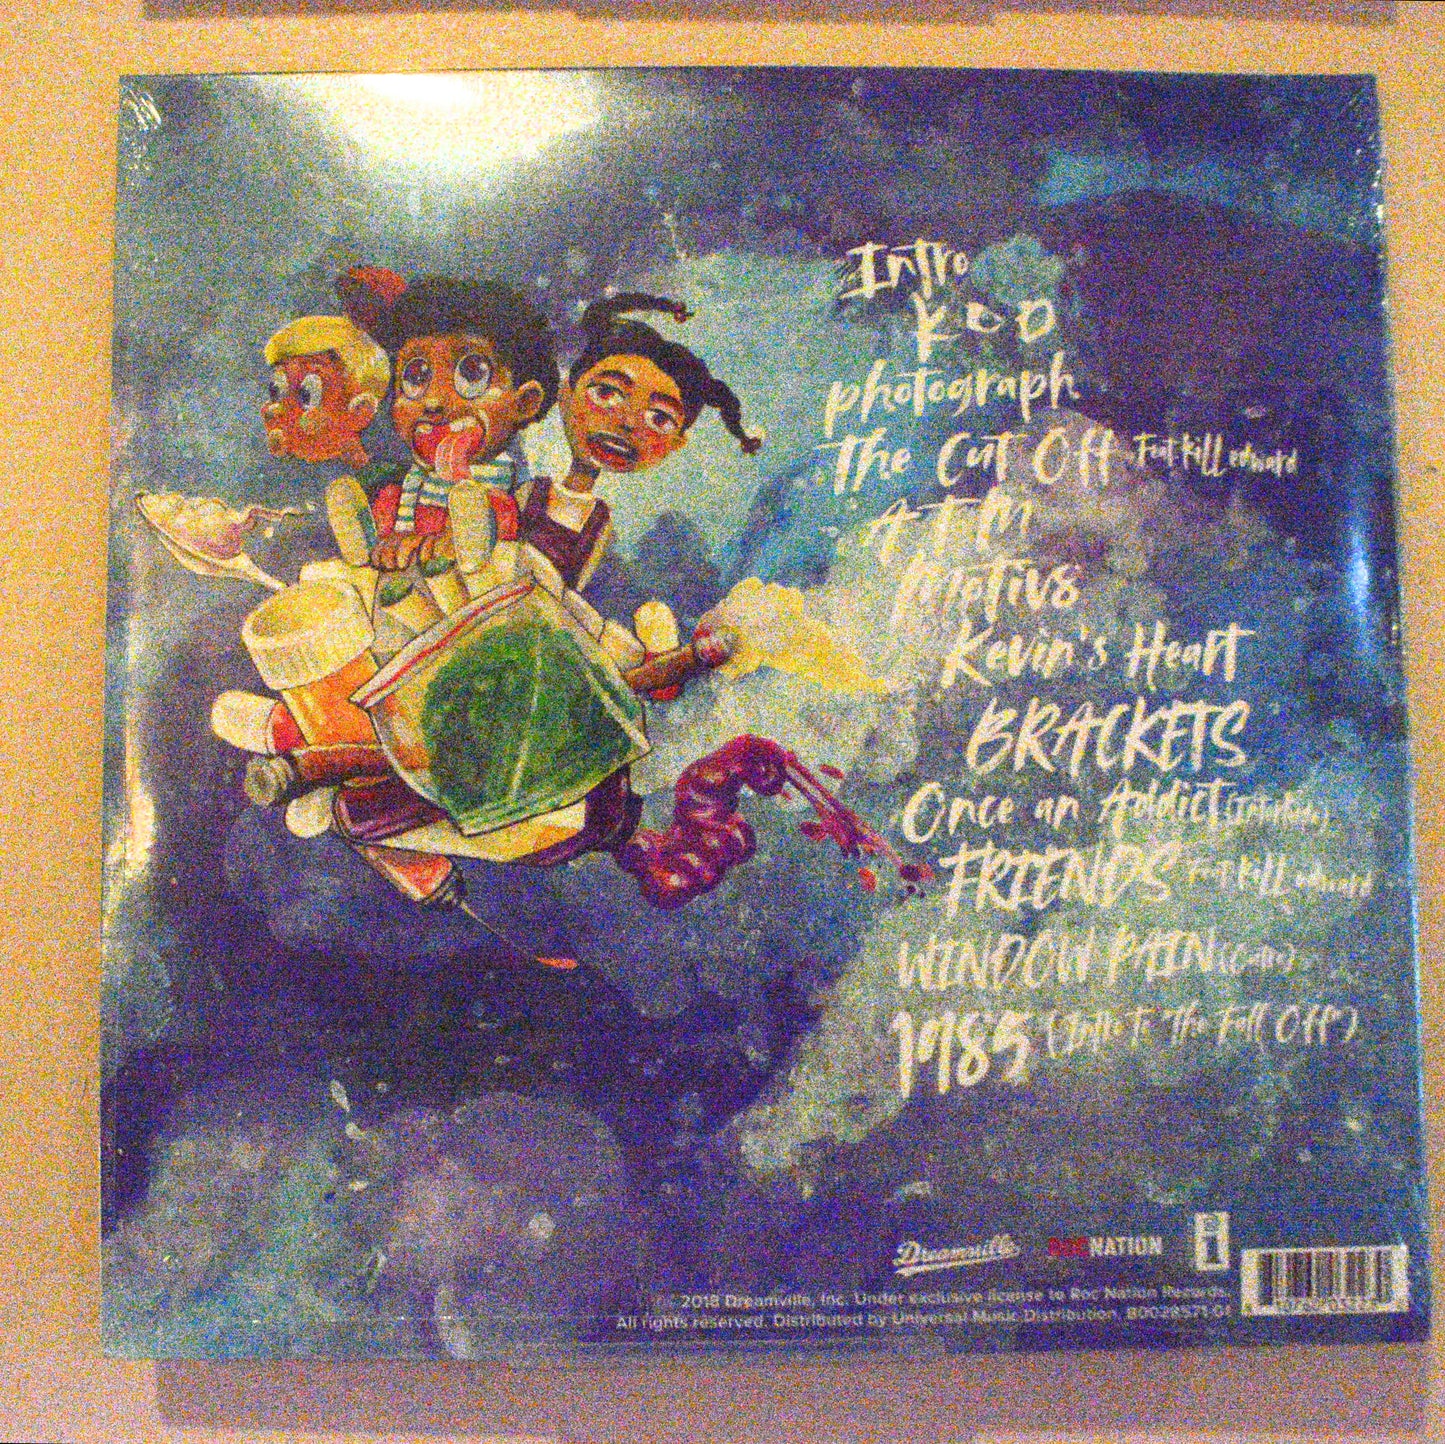 Intro
KOD
photograph
The Cut Off Feat Kill edward
ATM
Motivs
Kevin's Heart
BRACKETS
Once an Addict (Interlude)
FRIENDS Feat Kill edward
WINDOW PAIN (Outro)
1985 (Intro To "The Fall Off")
Dreamville ROC NATION
2018 Dreamville, Inc. Under exclusive license to Roc Nation Records.
All rights reserved. Distributed by Universal Music Distribution.